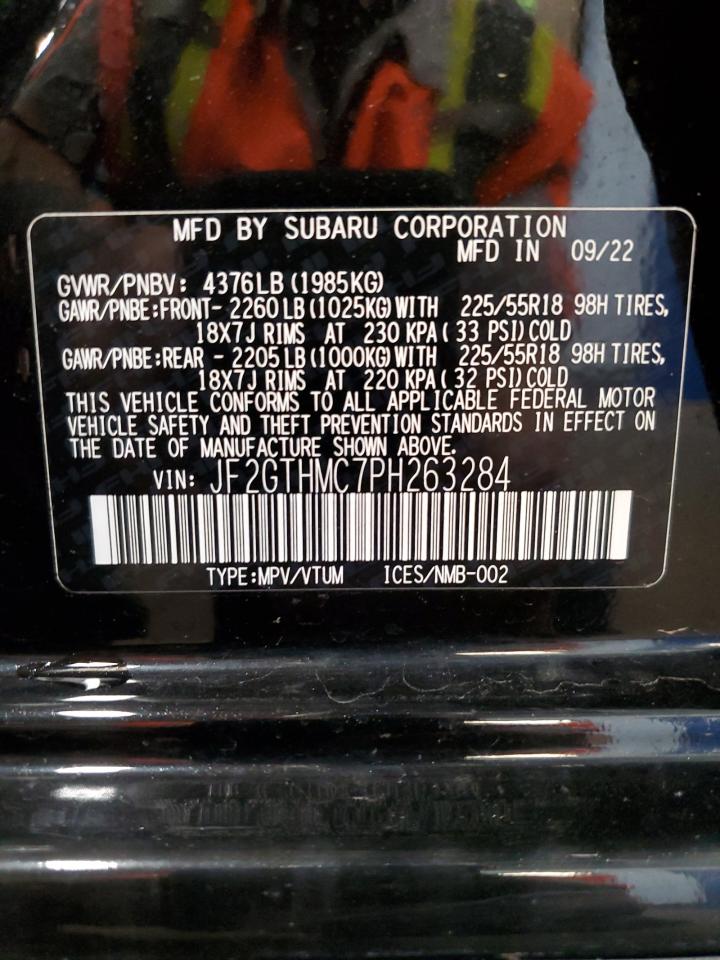 MFD BY SUBARU CORPORATION
MFD IN 09/22
GVWR/PNBV: 4376LB (1985KG)
GAWR/PNBE:FRONT- 2260LB (1025KG) WITH 225/55R18 98H TIRES,
18X7J RIMS AT 230 KPA ( 33 PSI) COLD
GAWR/PNBE:REAR - 2205LB (1000KG) WITH 225/55R18 98H TIRES,
18X7J RIMS AT 220 KPA ( 32 PSI) COLD
THIS VEHICLE CONFORMS TO ALL APPLICABLE FEDERAL MOTOR
VEHICLE SAFETY AND THEFT PREVENTION STANDARDS IN EFFECT ON
THE DATE OF MANUFACTURE SHOWN ABOVE.
VIN: JF2GTHMC7PH263284
TYPE:MPV/VTUM ICES/NMB-002